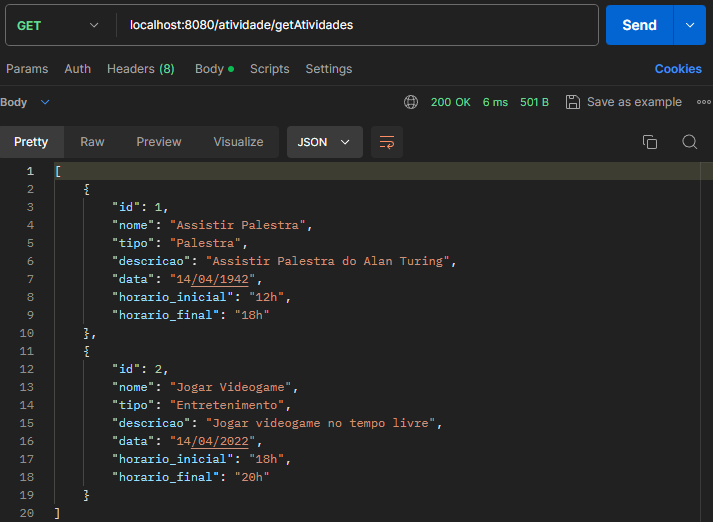 GET localhost:8080/atividade/getAtividades Send
Params Auth Headers (8) Body Scripts Settings Cookies
Body 200 OK 6 ms 501 B Save as example
Pretty Raw Preview Visualize JSON
1 [
2 {
3 "id": 1,
4 "nome": "Assistir Palestra",
5 "tipo": "Palestra",
6 "descricao": "Assistir Palestra do Alan Turing",
7 "data": "14/04/1942",
8 "horario_inicial": "12h",
9 "horario_final": "18h"
10 },
11 {
12 "id": 2,
13 "nome": "Jogar Videogame",
14 "tipo": "Entretenimento",
15 "descricao": "Jogar videogame no tempo livre",
16 "data": "14/04/2022",
17 "horario_inicial": "18h",
18 "horario_final": "20h"
19 }
20 ]